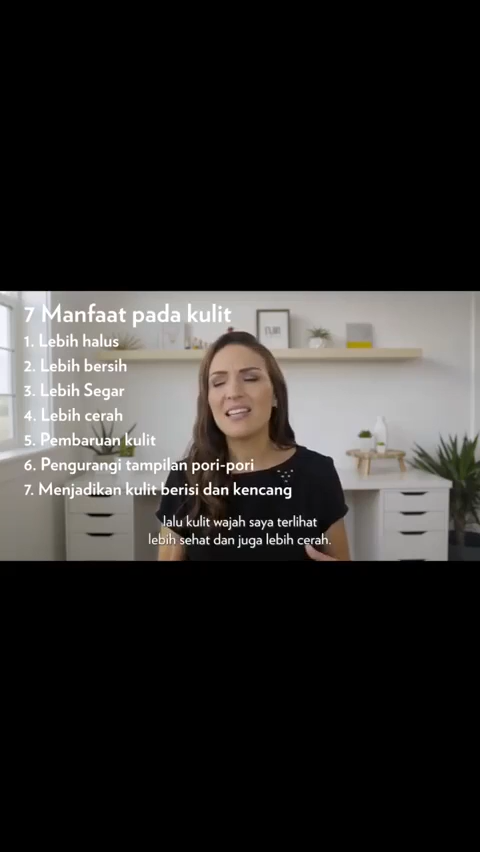 7 Manfaat pada kulit
1. Lebih halus
2. Lebih bersih
3. Lebih Segar
4. Lebih cerah
5. Pembaruan kulit
6. Pengurangi tampilan pori-pori
7. Menjadikan kulit berisi dan kencang
lalu kulit wajah saya terlihat
lebih sehat dan juga lebih cerah.